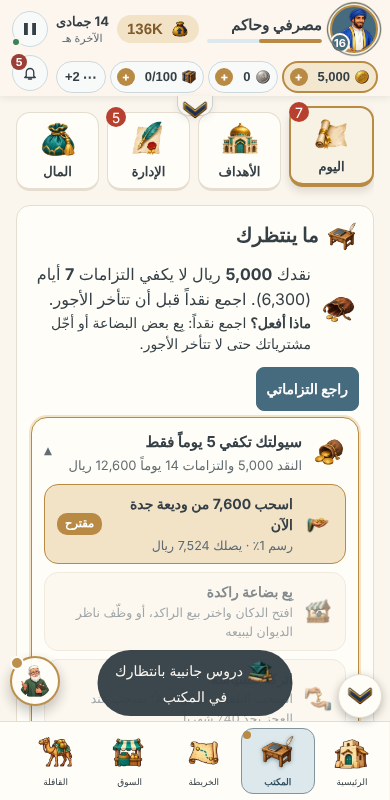 مصرفي وحاكم
16
136K
14 جمادى
الآخرة هـ
5,000 +
0 +
0/100 +
+2 ···
5
اليوم
7
الأهداف
الإدارة
5
المال
ما ينتظرك
نقدك 5,000 ريال لا يكفي التزامات 7 أيام
(6,300). اجمع نقداً قبل أن تتأخر الأجور.
ماذا أفعل؟ اجمع نقداً: بِع بعض البضاعة أو أجّل
مشترياتك حتى لا تتأخر الأجور.
راجع التزاماتي
سيولتك تكفي 5 يوماً فقط
النقد 5,000 والتزامات 14 يوماً 12,600 ريال
اسحب 7,600 من وديعة جدة
الآن
رسم 1٪ · يصلك 7,524 ريال
مقترح
بِع بضاعة راكدة
افتح الدكان واختر بيع الراكد، أو وظّف ناظر
الديوان ليبيعه
دروس جانبية بانتظارك
في المكتب
الرئيسية
المكتب
الخريطة
السوق
القافلة